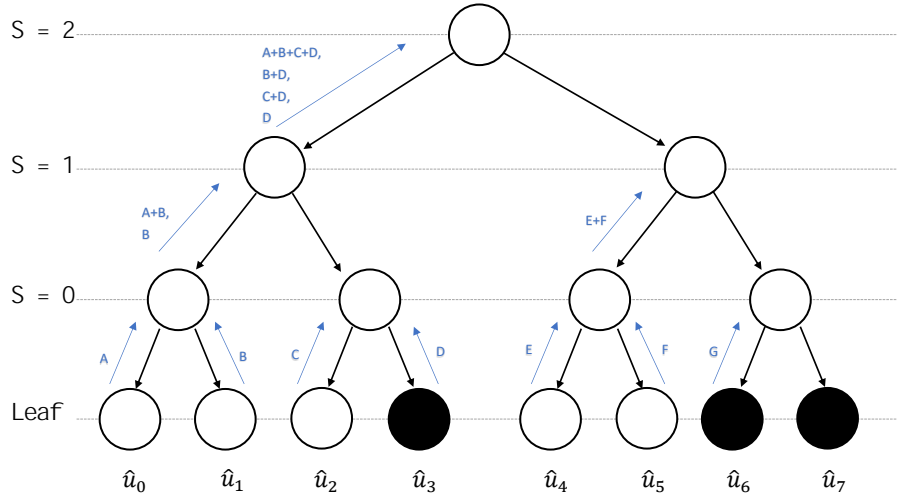 S = 2
A+B+C+D,
B+D,
C+D,
D
S = 1
A+B,
B
E+F
S = 0
A
B
C
D
E
F
G
Leaf
û₀ û₁ û₂ û₃ û₄ û₅ û₆ û₇